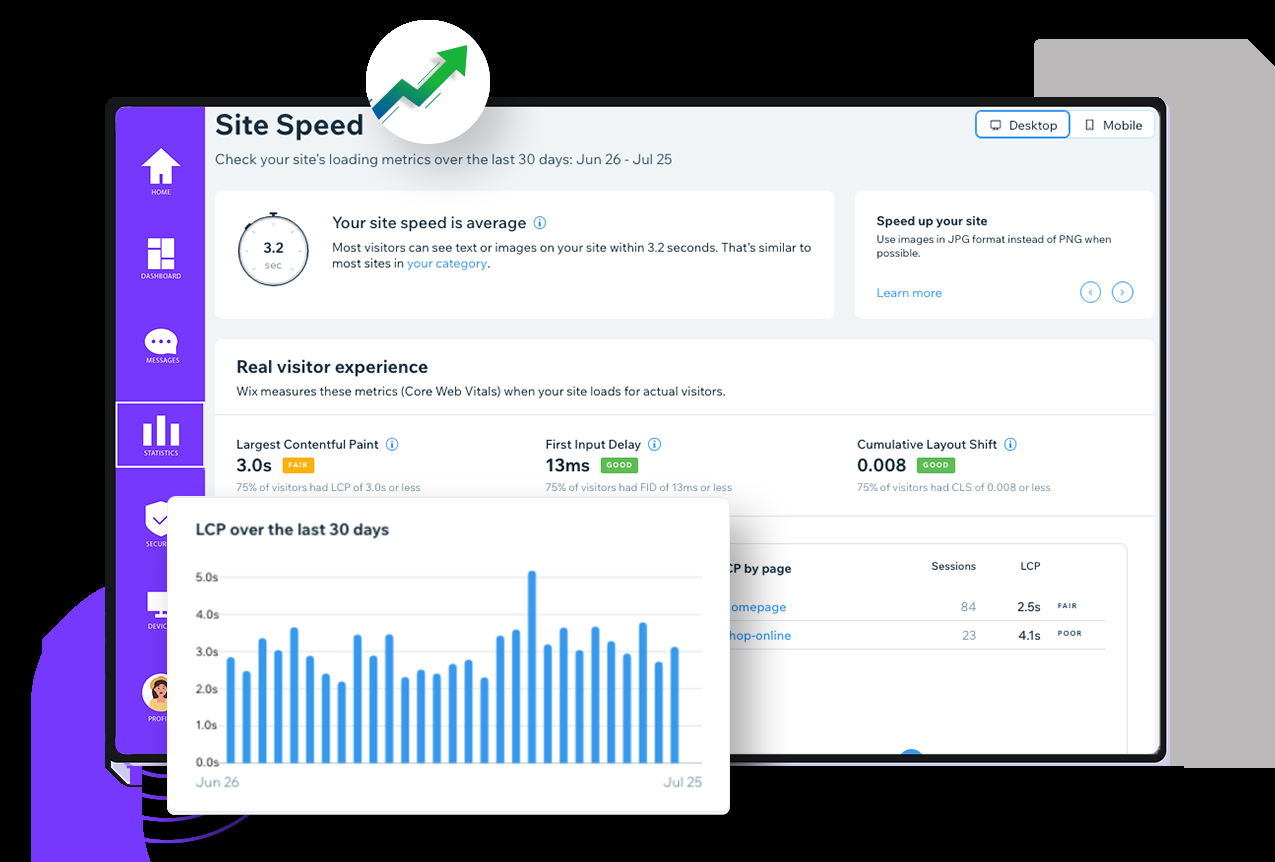 Site Speed
Desktop
Mobile
Check your site's loading metrics over the last 30 days: Jun 26 - Jul 25
HOME
DASHBOARD
MESSAGES
STATISTICS
SECUR
DEVIC
PROFI
3.2
sec
Your site speed is average
Most visitors can see text or images on your site within 3.2 seconds. That's similar to
most sites in your category.
Speed up your site
Use images in JPG format instead of PNG when
possible.
Learn more
Real visitor experience
Wix measures these metrics (Core Web Vitals) when your site loads for actual visitors.
Largest Contentful Paint
3.0s FAIR
75% of visitors had LCP of 3.0s or less
First Input Delay
13ms GOOD
75% of visitors had FID of 13ms or less
Cumulative Layout Shift
0.008 GOOD
75% of visitors had CLS of 0.008 or less
LCP over the last 30 days
5.0s
4.0s
3.0s
2.0s
1.0s
0.0s
Jun 26 Jul 25
CP by page Sessions LCP
omepage 84 2.5s FAIR
hop-online 23 4.1s POOR